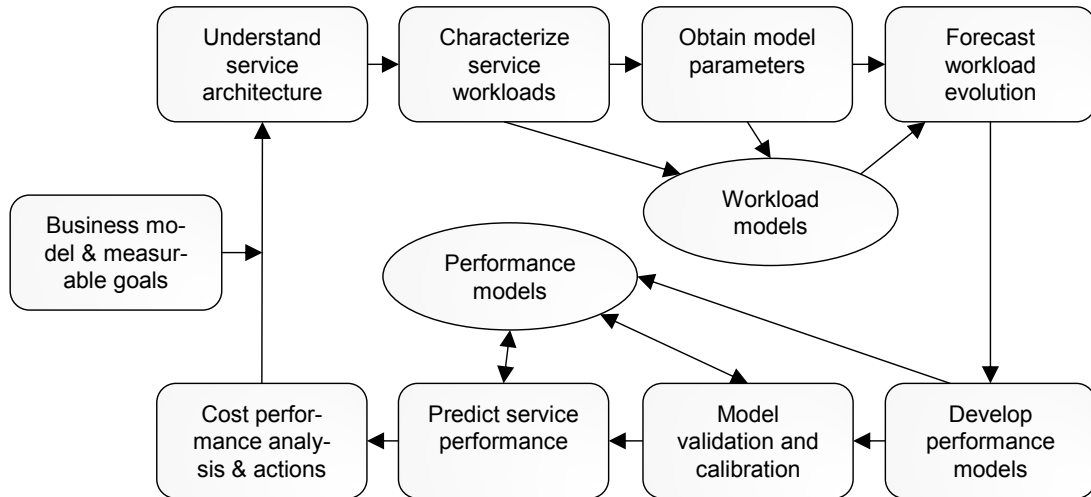 Understand
service
architecture
Characterize
service
workloads
Obtain model
parameters
Forecast
workload
evolution
Workload
models
Business mo-
del & measur-
able goals
Performance
models
Cost perfor-
mance analy-
sis & actions
Predict service
performance
Model
validation and
calibration
Develop
performance
models